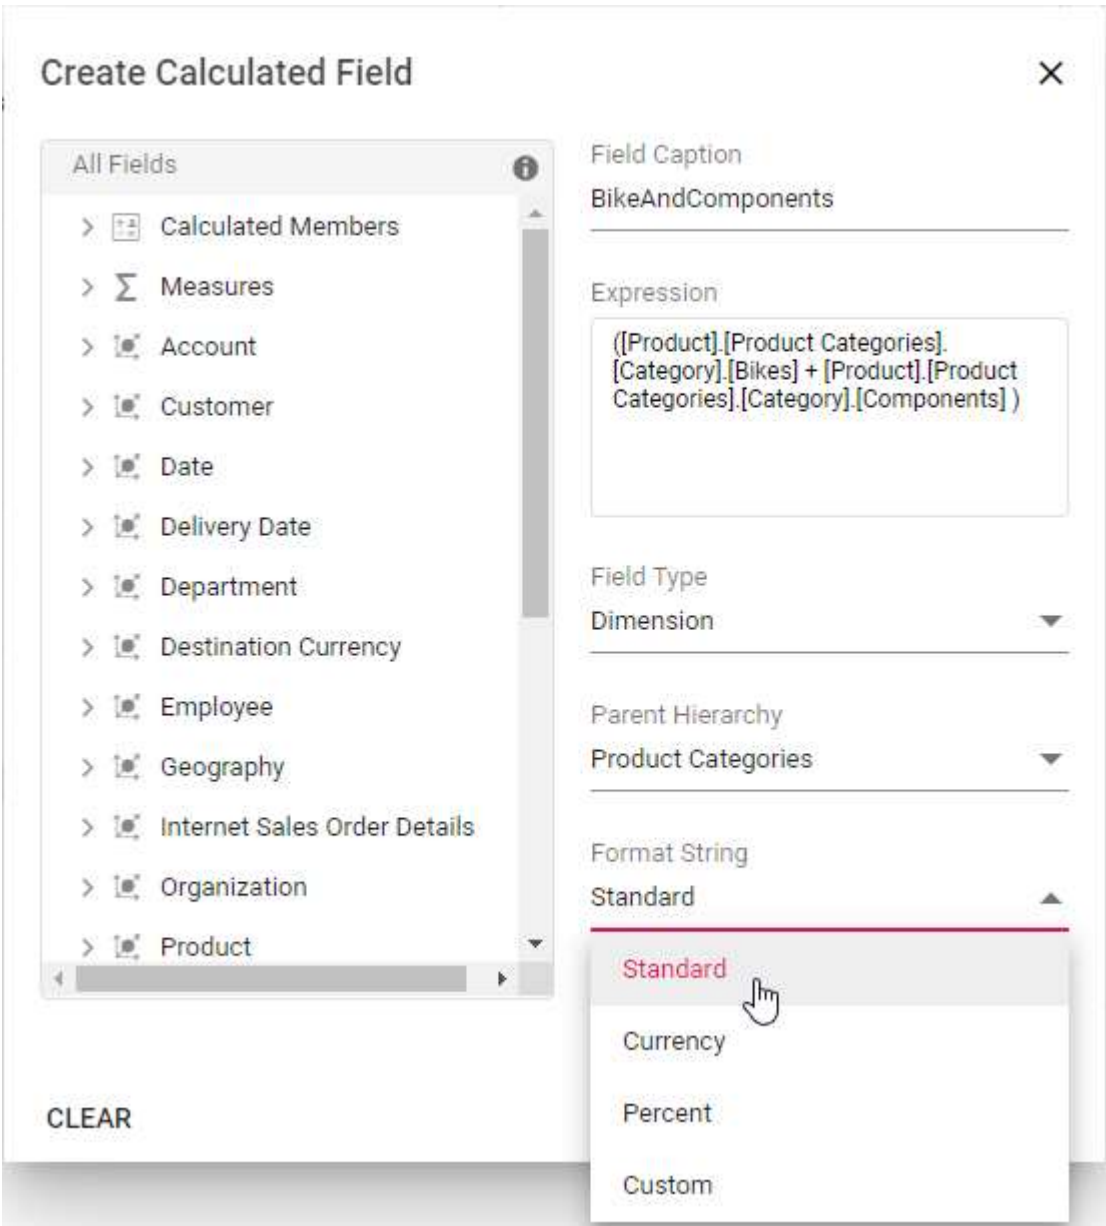 Create Calculated Field
All Fields
Calculated Members
Measures
Account
Customer
Date
Delivery Date
Department
Destination Currency
Employee
Geography
Internet Sales Order Details
Organization
Product
CLEAR
Field Caption
BikeAndComponents
Expression
([Product].[Product Categories].
[Category].[Bikes] + [Product].[Product
Categories].[Category].[Components] )
Field Type
Dimension
Parent Hierarchy
Product Categories
Format String
Standard
Standard
Currency
Percent
Custom